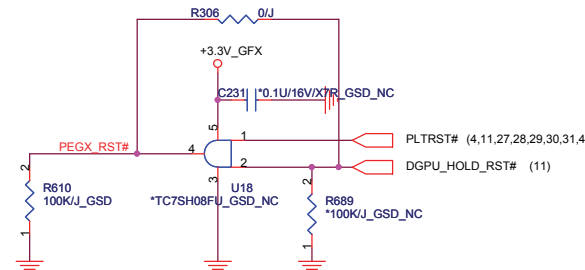 R306
0/J
+3.3V_GFX
C231
*0.1U/16V/X7R_GSD_NC
5
1
PLTRST# (4,11,27,28,29,30,31,4
PEGX_RST#
4
2
DGPU_HOLD_RST# (11)
3
2
U18
2
R610
100K/J_GSD
*TC7SH08FU_GSD_NC
R689
*100K/J_GSD_NC
1
1